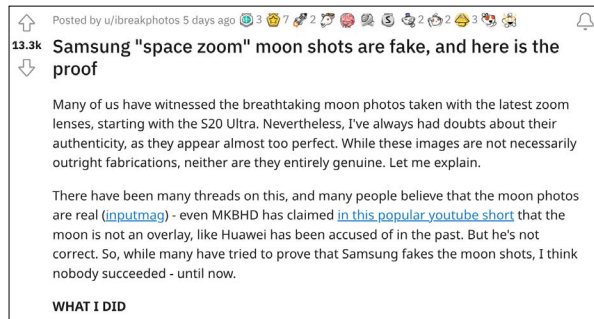 Posted by u/ibreakphotos 5 days ago 3 7 2 2 2 3
13.3k
Samsung "space zoom" moon shots are fake, and here is the
proof
Many of us have witnessed the breathtaking moon photos taken with the latest zoom
lenses, starting with the S20 Ultra. Nevertheless, I've always had doubts about their
authenticity, as they appear almost too perfect. While these images are not necessarily
outright fabrications, neither are they entirely genuine. Let me explain.
There have been many threads on this, and many people believe that the moon photos
are real (inputmag) - even MKBHD has claimed in this popular youtube short that the
moon is not an overlay, like Huawei has been accused of in the past. But he's not
correct. So, while many have tried to prove that Samsung fakes the moon shots, I think
nobody succeeded - until now.
WHAT I DID